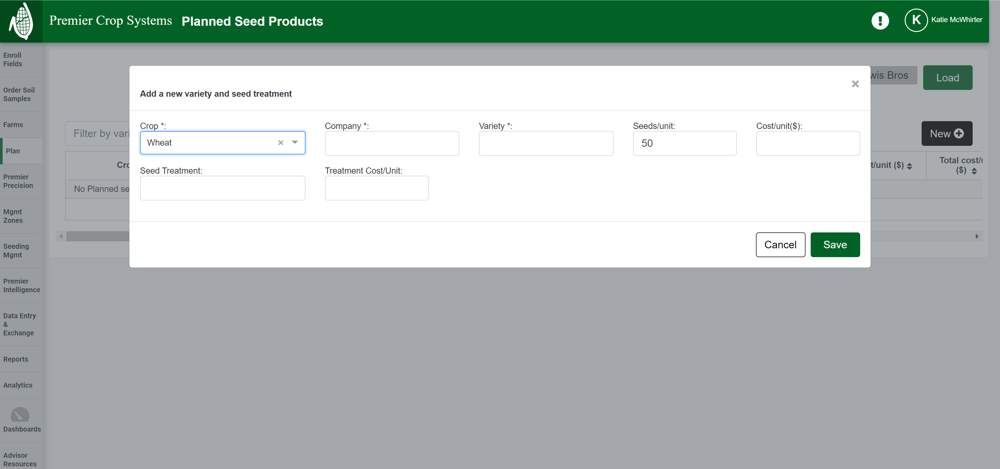 Premier Crop Systems Planned Seed Products
! K Katie McWhirter
Enroll
Fields
Order Soil
Samples
Farms
Plan
Premier
Precision
Mgmt
Zones
Seeding
Mgmt
Premier
Intelligence
Data Entry
&
Exchange
Reports
Analytics
Dashboards
Advisor
Resources
wis Bros
Load
Filter by vari
New
Cro
t/unit ($)
Total cost/u
($)
No Planned se
Add a new variety and seed treatment
×
Crop *:
Company *:
Variety *:
Seeds/unit:
Cost/unit($):
Wheat
×
50
Seed Treatment:
Treatment Cost/Unit:
Cancel
Save